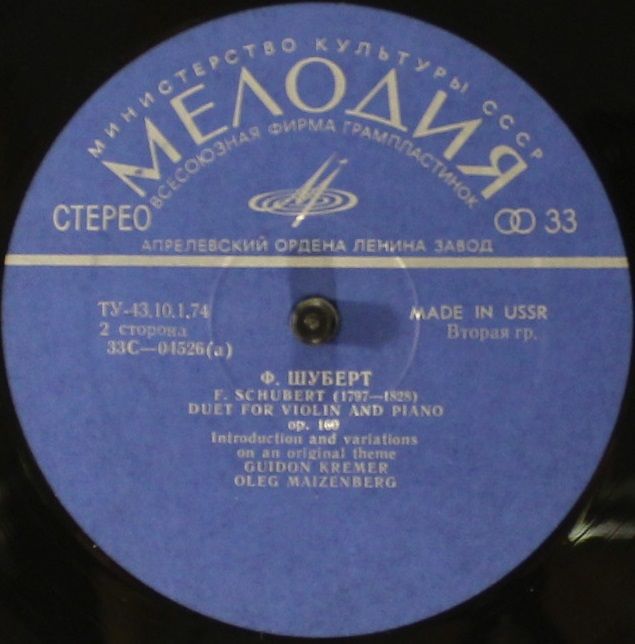 МИНИСТЕРСТВО КУЛЬТУРЫ СССР
МЕЛОДИЯ
ВСЕСОЮЗНАЯ ФИРМА ГРАМПЛАСТИНОК
СТЕРЕО 33
АПРЕЛЕВСКИЙ ОРДЕНА ЛЕНИНА ЗАВОД
ТУ-43.10.1.74 MADE IN USSR
2 сторона Вторая гр.
33С—04526(а)
Ф. ШУБЕРТ
F. SCHUBERT (1797—1828)
DUET FOR VIOLIN AND PIANO
op. 160
Introduction and variations
on an original theme
GUIDON KREMER
OLEG MAIZENBERG